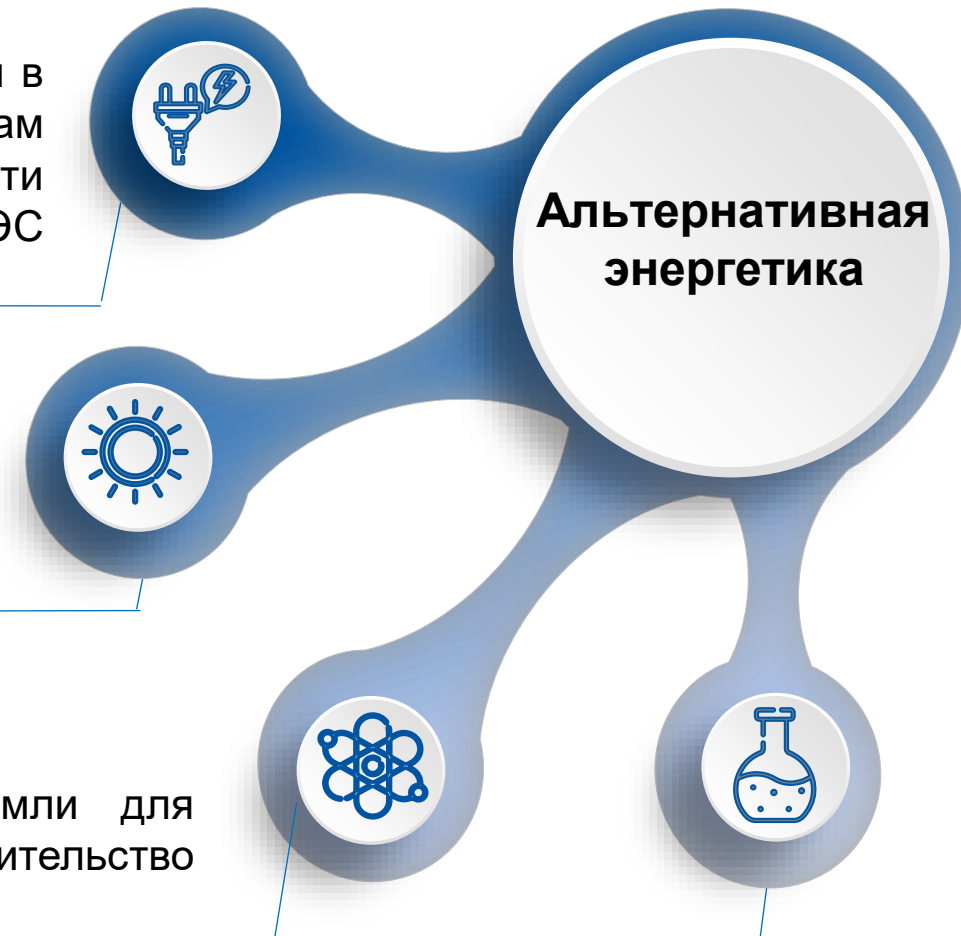 в
ам
Альтернативная
ти
энергетика
ЭС
мли для
ительство